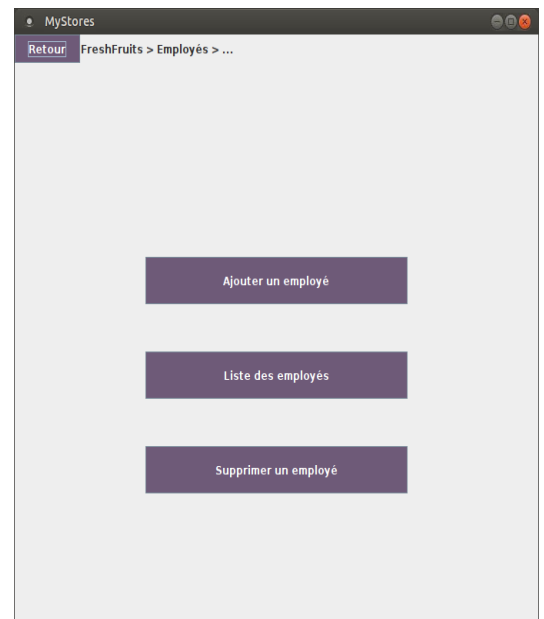 MyStores
Retour FreshFruits > Employés > ...
Ajouter un employé
Liste des employés
Supprimer un employé